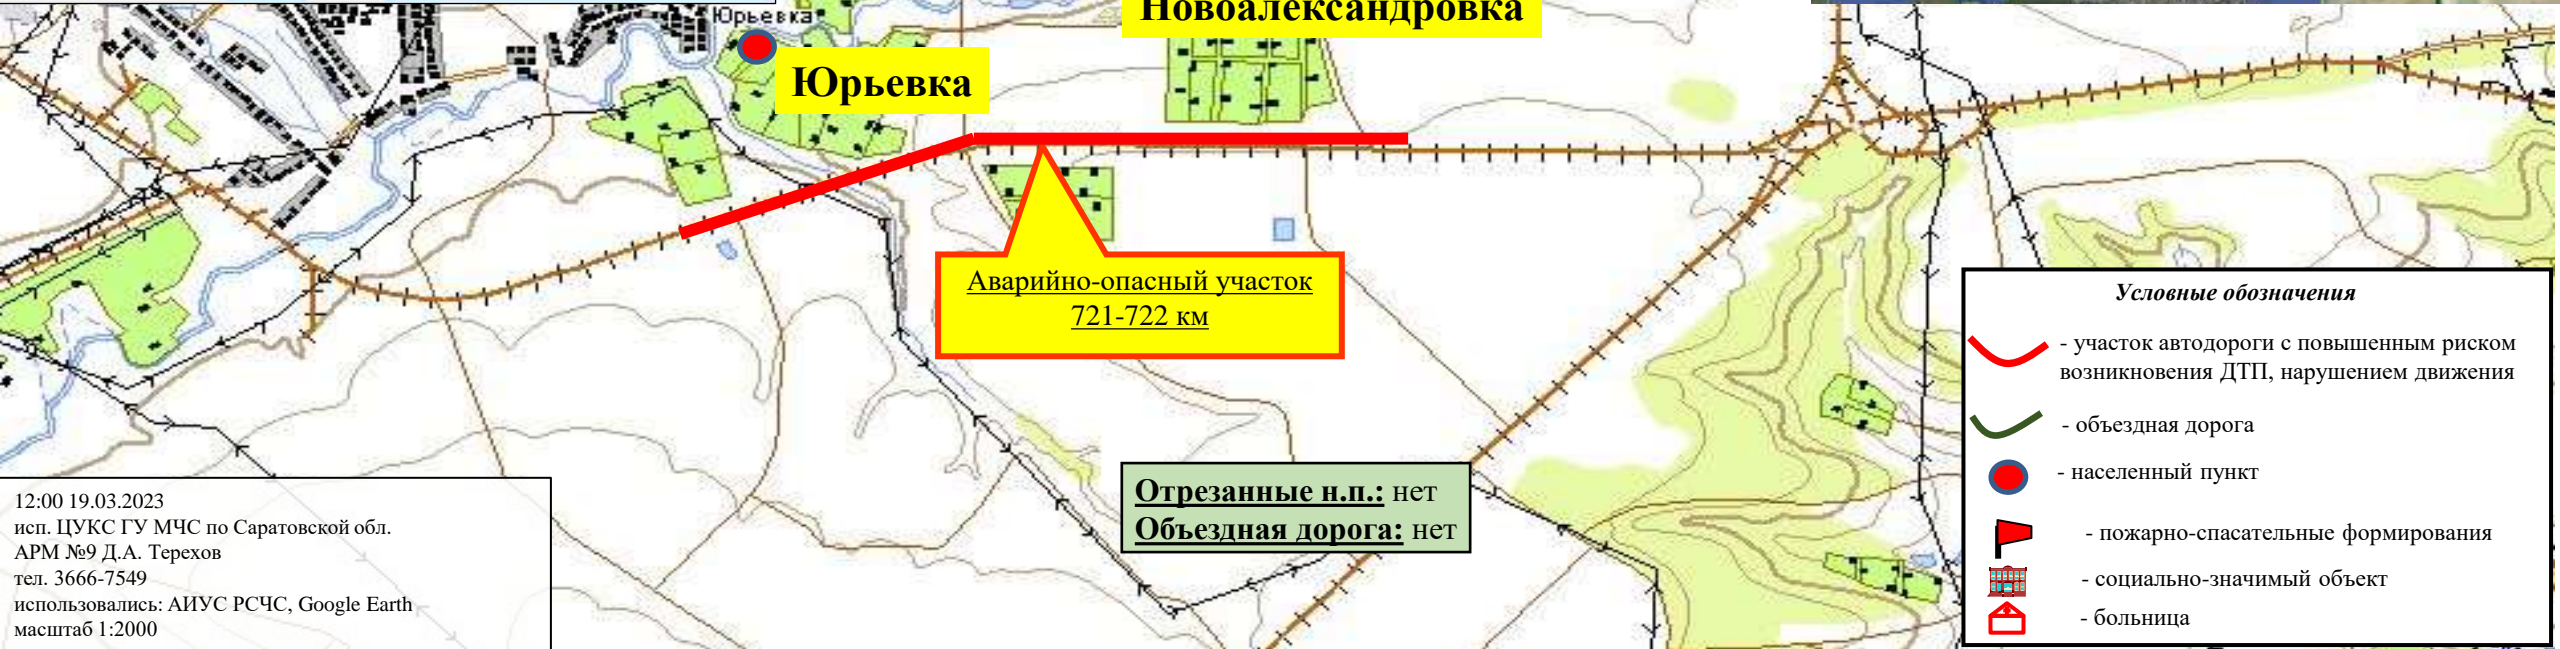 Юрьевка
Новоалександровка
Юрьевка
Аварийно-опасный участок
721-722 км
Условные обозначения
- участок автодороги с повышенным риском
возникновения ДТП, нарушением движения
- объездная дорога
- населенный пункт
- пожарно-спасательные формирования
- социально-значимый объект
- больница
Отрезанные н.п.: нет
Объездная дорога: нет
12:00 19.03.2023
исп. ЦУКС ГУ МЧС по Саратовской обл.
АРМ №9 Д.А. Терехов
тел. 3666-7549
использовались: АИУС РСЧС, Google Earth
масштаб 1:2000